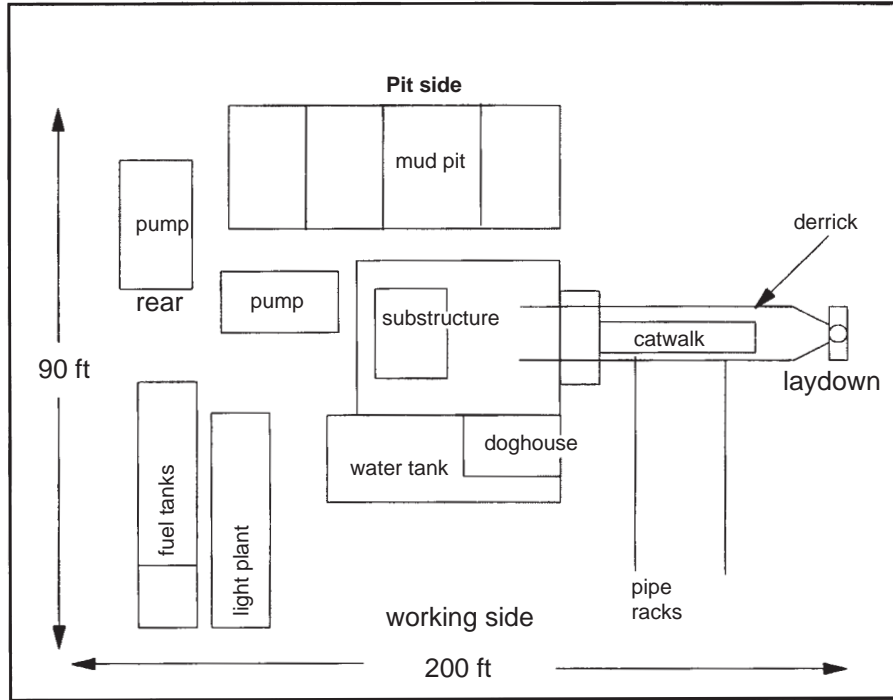 Pit side
mud pit
pump
derrick
rear
pump
substructure
catwalk
90 ft
laydown
doghouse
water tank
fuel tanks
light plant
pipe
racks
working side
200 ft